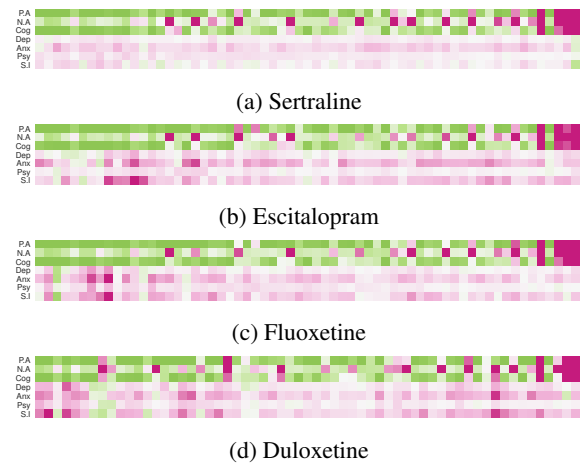 P.A
N.A
Cog
Dep
Anx
Psy
S.I
(a) Sertraline
P.A
N.A
Cog
Dep
Anx
Psy
S.I
(b) Escitalopram
P.A
N.A
Cog
Dep
Anx
Psy
S.I
(c) Fluoxetine
P.A
N.A
Cog
Dep
Anx
Psy
S.I
(d) Duloxetine